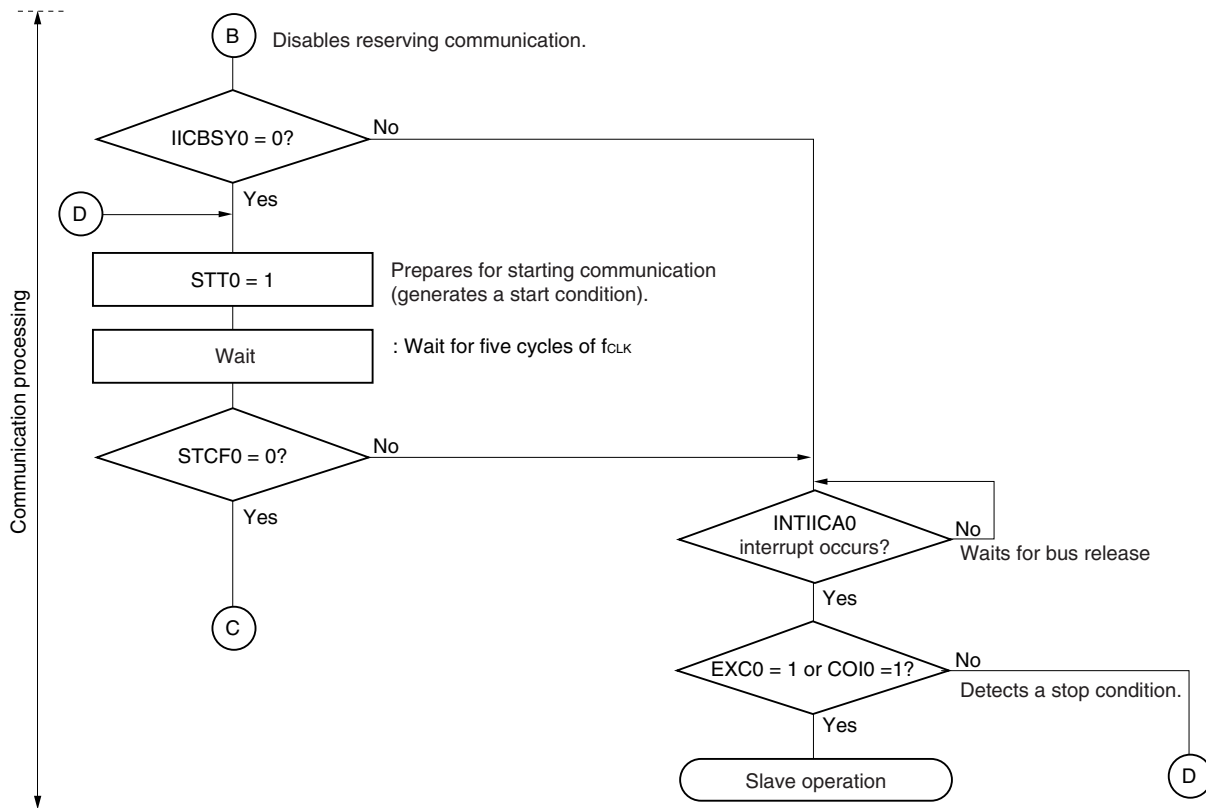 B Disables reserving communication.
IICBSY0 = 0?
No
Yes
D
STT0 = 1
Prepares for starting communication
(generates a start condition).
Wait
: Wait for five cycles of fCLK
STCF0 = 0?
No
Yes
C
INTIICA0
interrupt occurs?
No
Waits for bus release
Yes
EXC0 = 1 or COI0 =1?
No
Detects a stop condition.
Yes
Slave operation
D
Communication processing